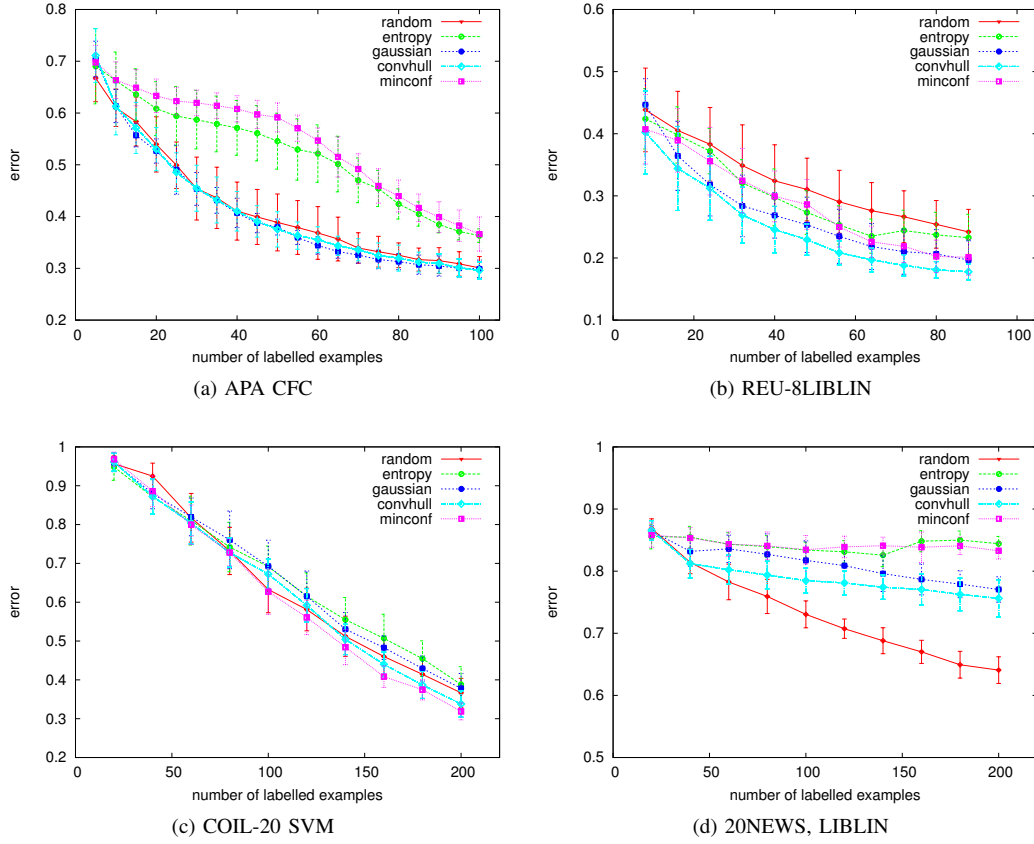 0.8
0.7
0.6
0.5
0.4
0.3
0.2
error
0 20 40 60 80 100
number of labelled examples
random
entropy
gaussian
convhull
minconf
(a) APA CFC
0.6
0.5
0.4
0.3
0.2
0.1
error
0 20 40 60 80 100
number of labelled examples
random
entropy
gaussian
convhull
minconf
(b) REU-8LIBLIN
1
0.9
0.8
0.7
0.6
0.5
0.4
0.3
0.2
error
0 50 100 150 200
number of labelled examples
random
entropy
gaussian
convhull
minconf
(c) COIL-20 SVM
1
0.9
0.8
0.7
0.6
0.5
error
0 50 100 150 200
number of labelled examples
random
entropy
gaussian
convhull
minconf
(d) 20NEWS, LIBLIN